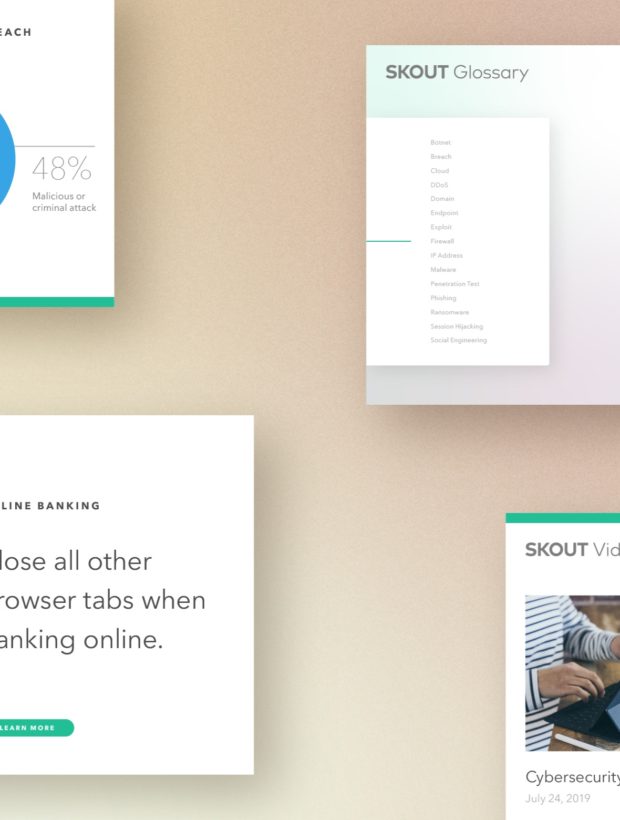 EACH
48%
Malicious or
criminal attack
SKOUT Glossary
Botnet
Breach
Cloud
DDoS
Domain
Endpoint
Exploit
Firewall
IP Address
Malware
Penetration Test
Phishing
Ransomware
Session Hijacking
Social Engineering
LINE BANKING
lose all other
rowser tabs when
anking online.
LEARN MORE
SKOUT Vid
Cybersecurity
July 24, 2019